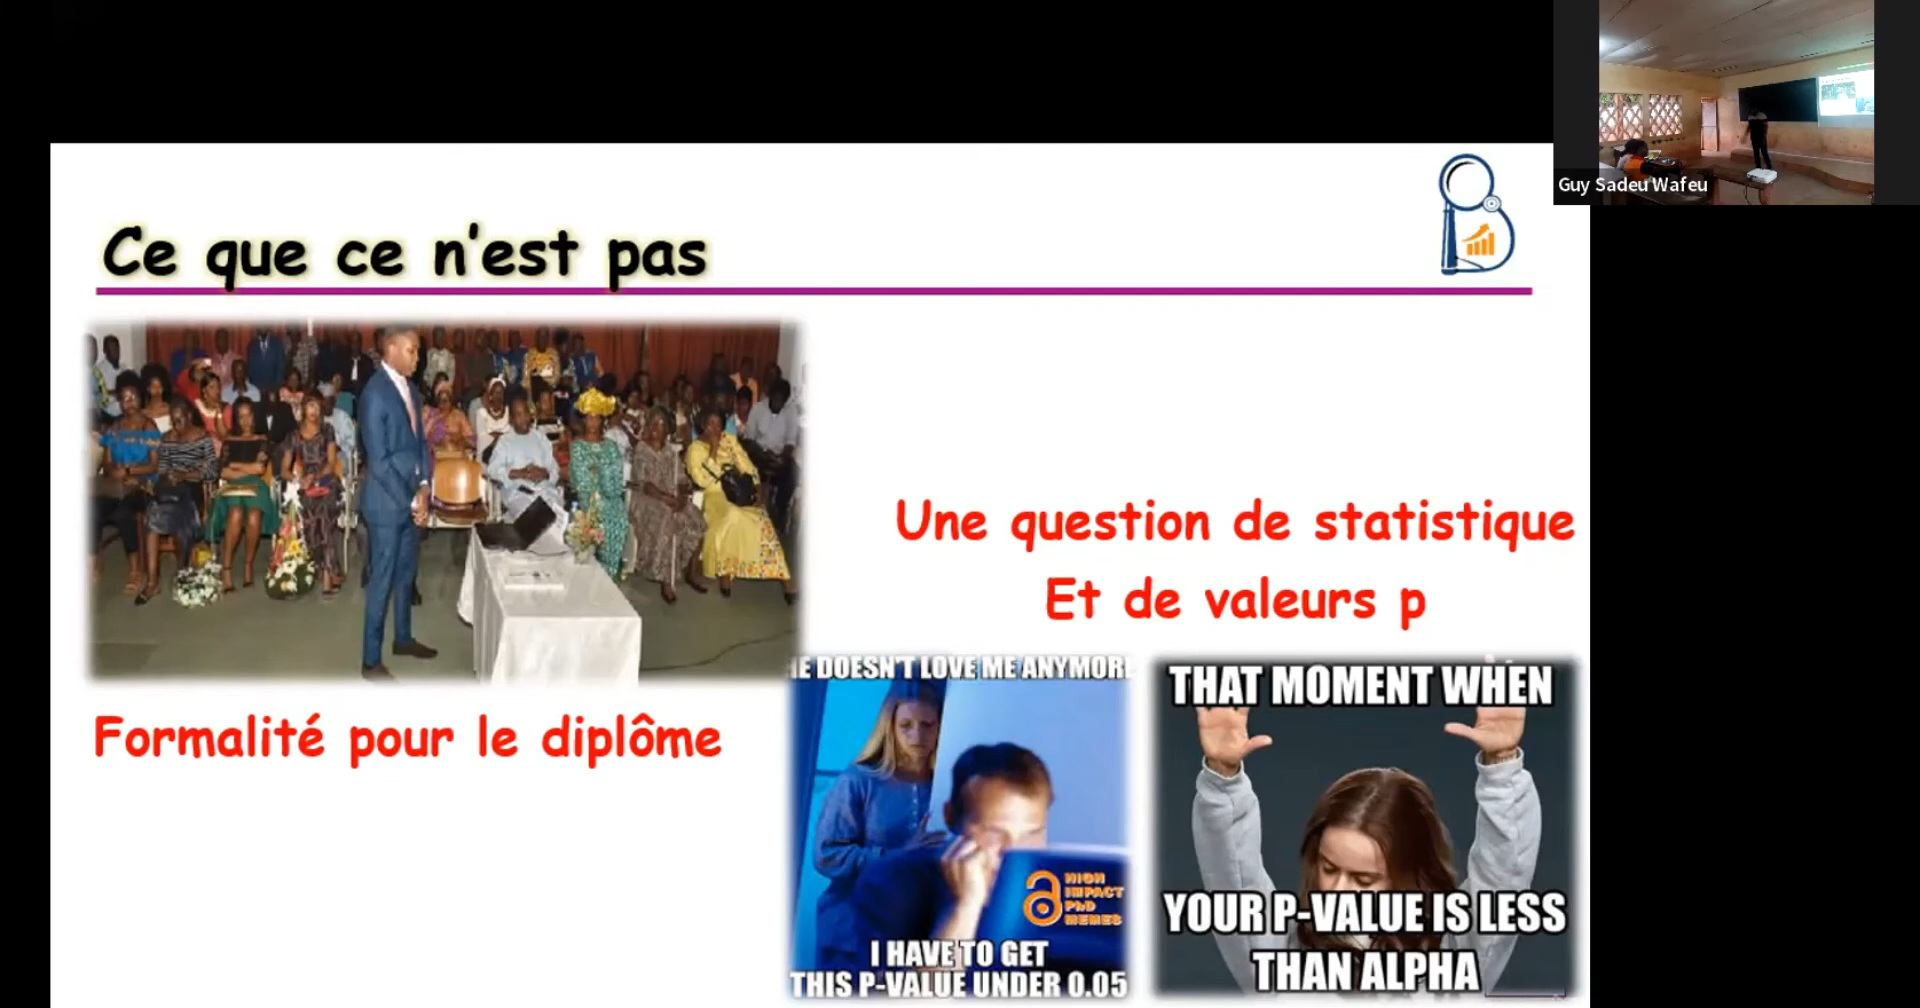 Guy Sadeu Wafeu
Ce que ce n'est pas
Une question de statistique
Et de valeurs p
Formalité pour le diplôme
HE DOESN'T LOVE ME ANYMORE
HIGH
IMPACT
PhD
MEMES
I HAVE TO GET
THIS P-VALUE UNDER 0.05
THAT MOMENT WHEN
YOUR P-VALUE IS LESS
THAN ALPHA